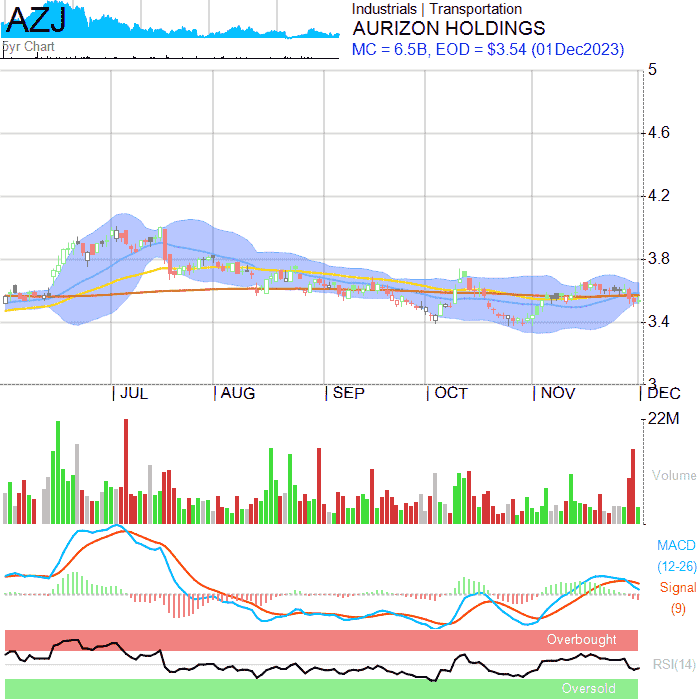 AZJ
5yr Chart
Industrials | Transportation
AURIZON HOLDINGS
MC = 6.5B, EOD = $3.54 (01Dec2023)
5
4.6
4.2
3.8
3.4
3
JUL
AUG
SEP
OCT
NOV
DEC
22M
Volume
MACD
(12-26)
Signal
(9)
Overbought
RSI(14)
Oversold